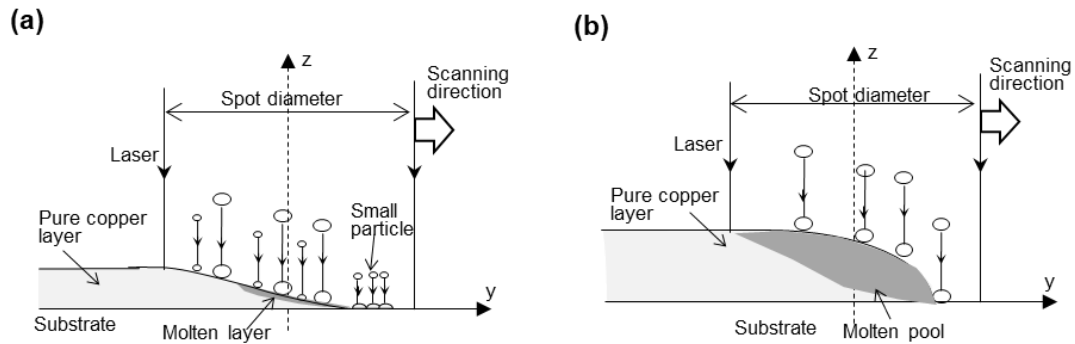 (a)
z
Scanning
direction
Spot diameter
Laser
Pure copper
layer
Small
particle
y
Substrate
Molten layer
(b)
z
Scanning
direction
Spot diameter
Laser
Pure copper
layer
y
Substrate
Molten pool